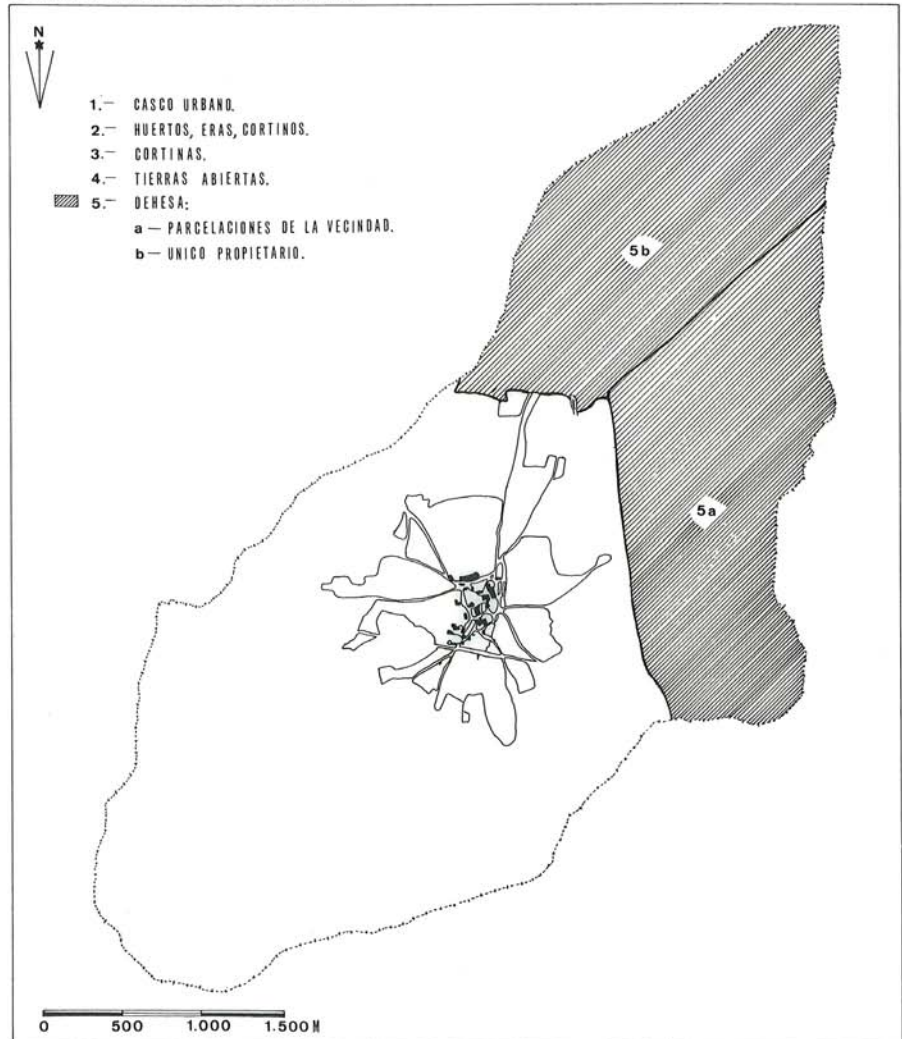 N
1.— CASCO URBANO.
2.— HUERTOS, ERAS, CORTINOS.
3.— CORTINAS.
4.— TIERRAS ABIERTAS.
5.— DEHESA:
a — PARCELACIONES DE LA VECINDAD.
b — UNICO PROPIETARIO.
5b
5a
0 500 1.000 1.500 M